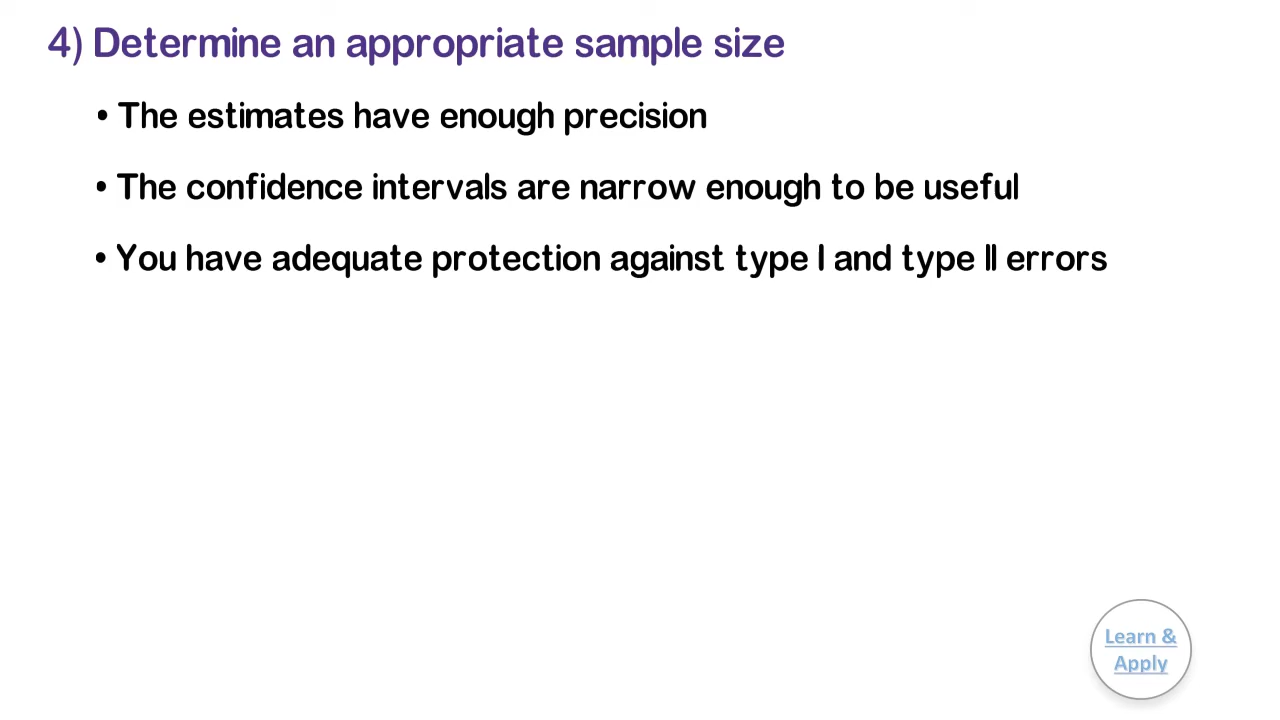 4) Determine an appropriate sample size
• The estimates have enough precision
• The confidence intervals are narrow enough to be useful
• You have adequate protection against type I and type II errors
Learn &
Apply